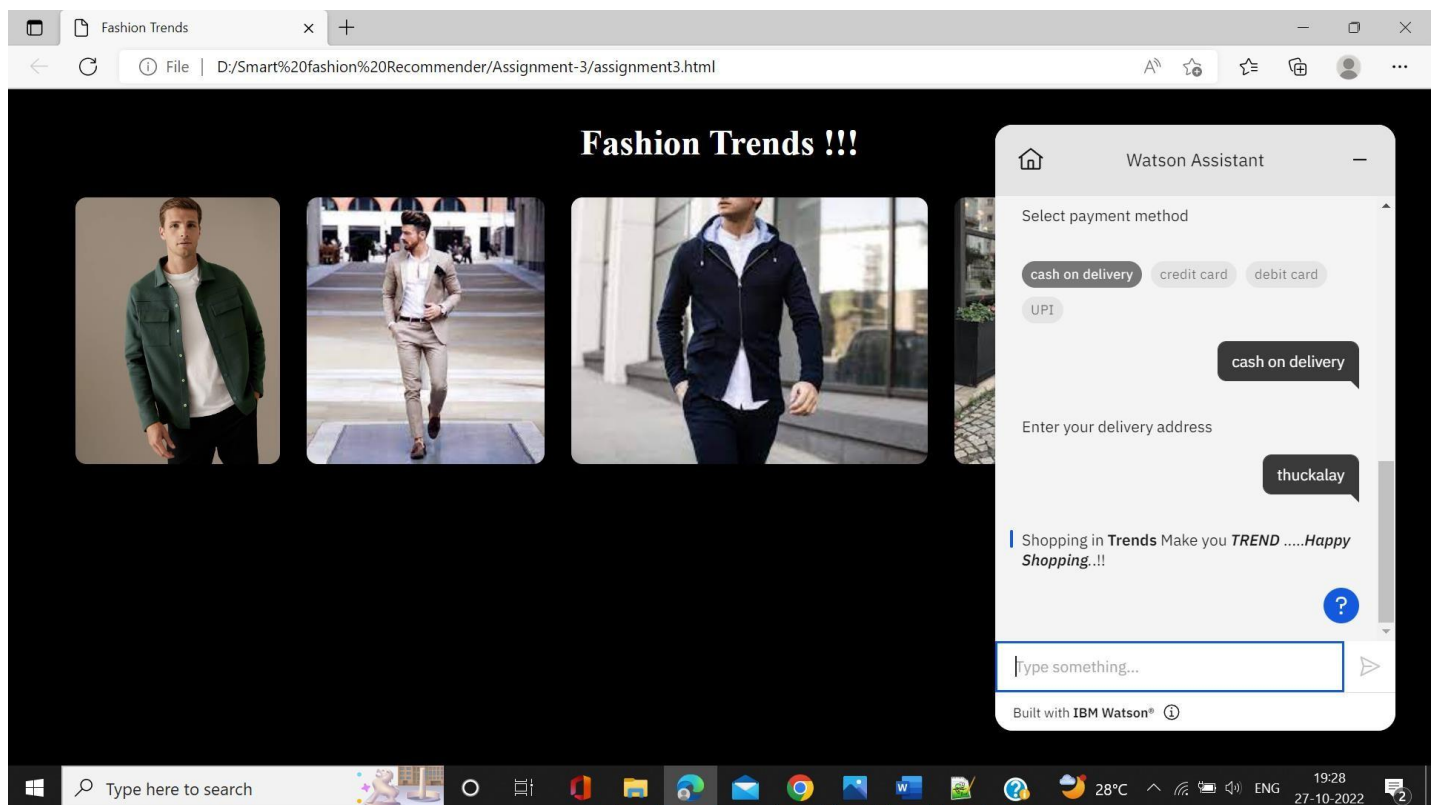 Fashion Trends
File | D:/Smart%20fashion%20Recommender/Assignment-3/assignment3.html
Fashion Trends !!!
Watson Assistant
Select payment method
cash on delivery credit card debit card
UPI
cash on delivery
Enter your delivery address
thuckalay
Shopping in Trends Make you TREND .....Happy
Shopping..!!
?
Type something...
Built with IBM Watson®
Type here to search
28°C ENG
19:28
27-10-2022
2